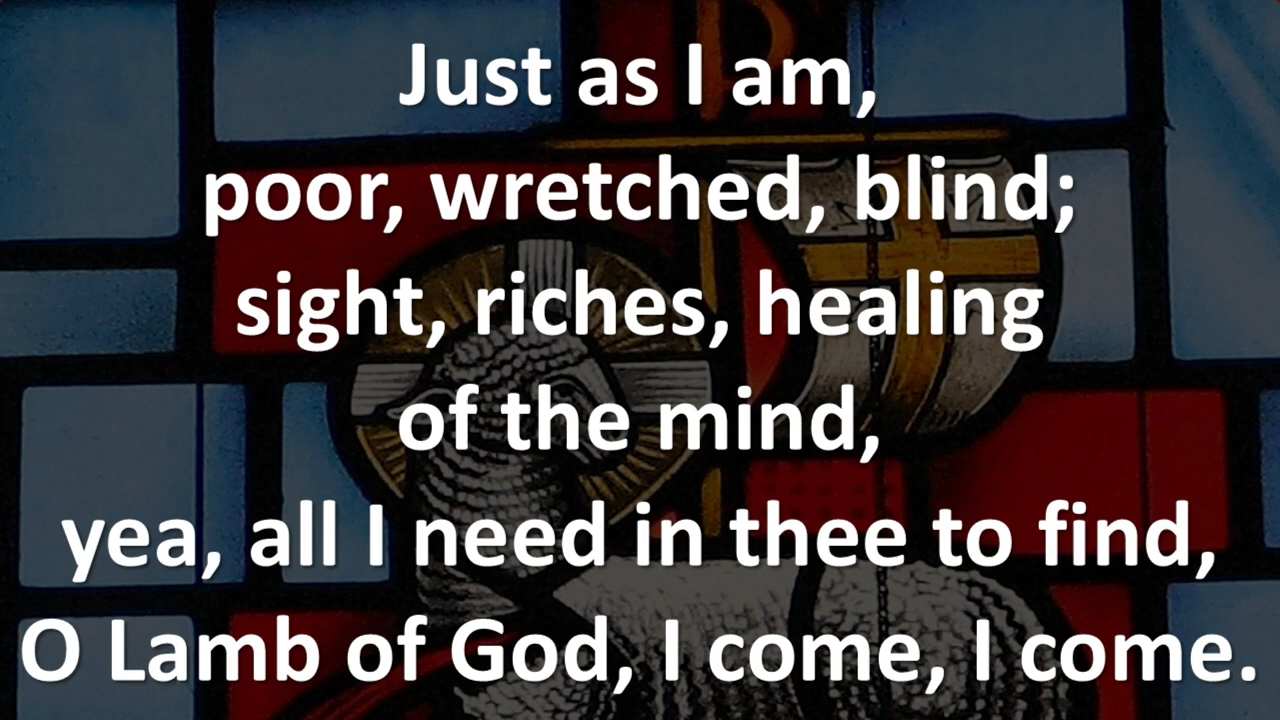 Just as I am,
poor, wretched, blind;
sight, riches, healing
of the mind,
yea, all I need in thee to find,
O Lamb of God, I come, I come.